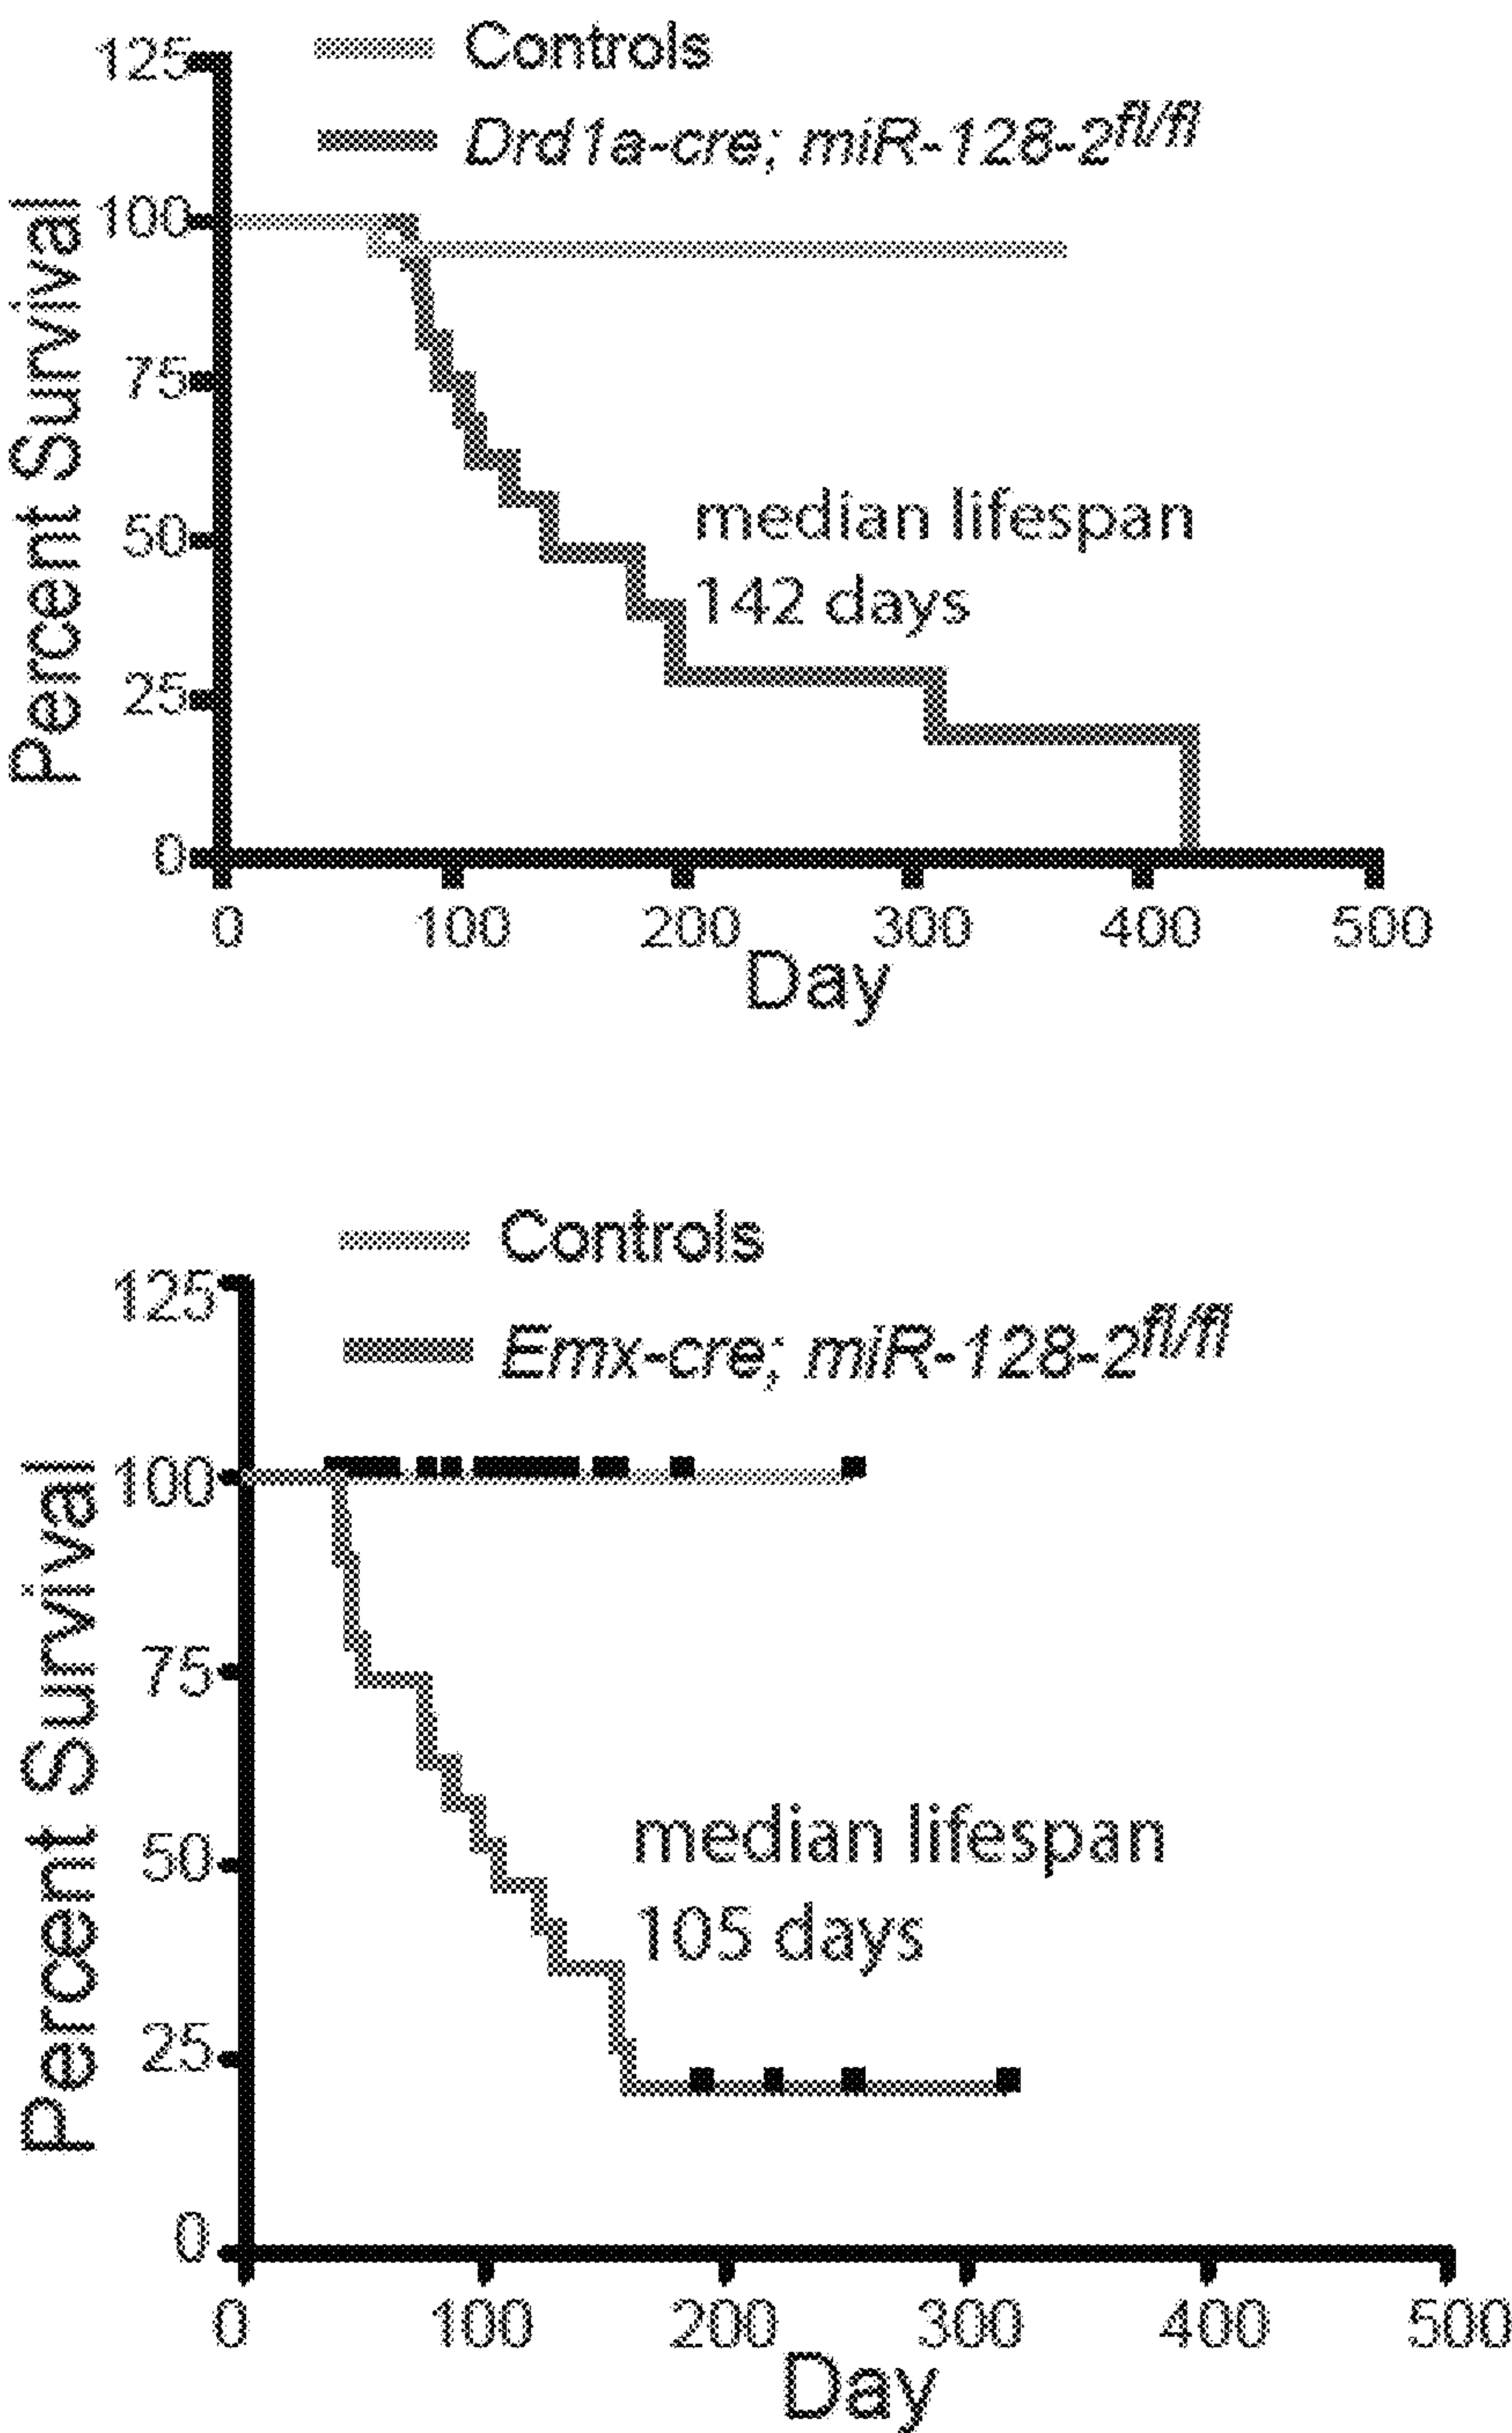 Controls
Drd1a-cre; miR-128-2fl/fl
125
100
75
50
25
0
Percent Survival
median lifespan
142 days
0 100 200 300 400 500
Day
Controls
Emx-cre; miR-128-2fl/fl
125
100
75
50
25
0
Percent Survival
median lifespan
105 days
0 100 200 300 400 500
Day